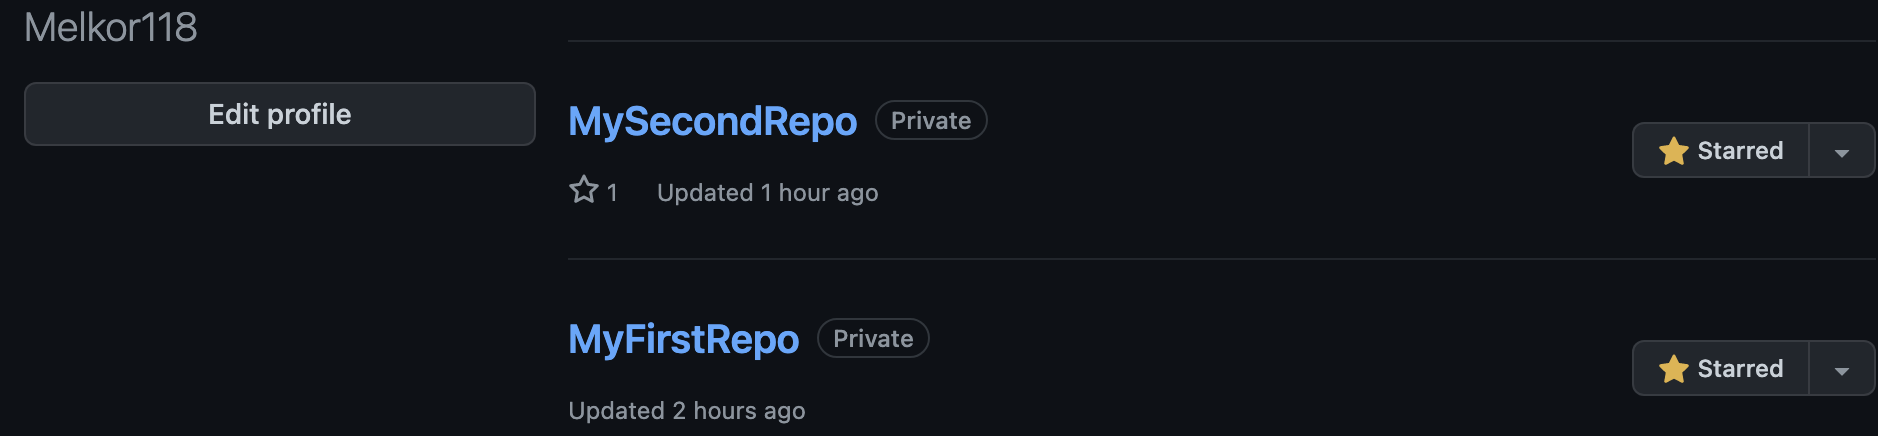 Melkor118
Edit profile
MySecondRepo Private
Starred
1 Updated 1 hour ago
MyFirstRepo Private
Starred
Updated 2 hours ago